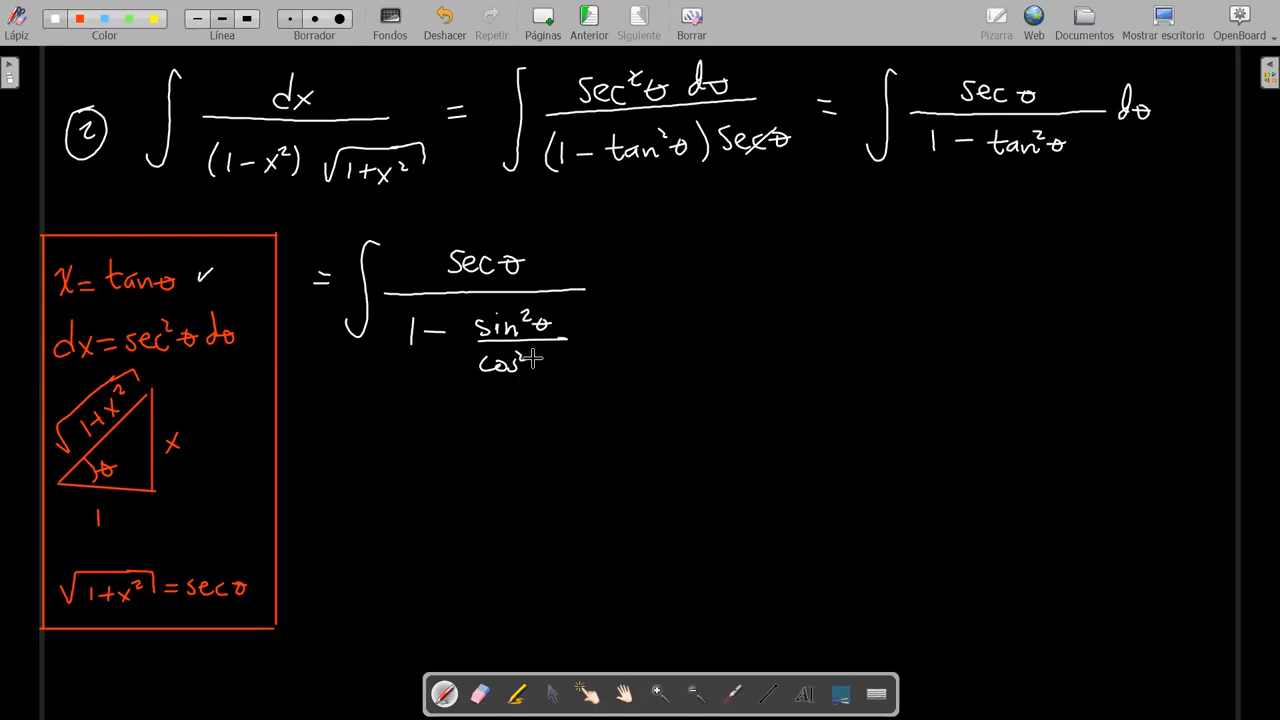 Lápiz Color Línea Borrador Fondos Deshacer Repetir Páginas Anterior Siguiente Borrar Pizarra Web Documentos Mostrar escritorio OpenBoard
② ∫ dx / ((1-x²) √(1+x²)) = ∫ sec²θ dθ / ((1 - tan²θ) secθ) = ∫ secθ / (1 - tan²θ) dθ
x = tanθ ✓
dx = sec²θ dθ
√(1+x²)
x
θ
1
√(1+x²) = secθ
= ∫ secθ / (1 - sin²θ / cos²
AI